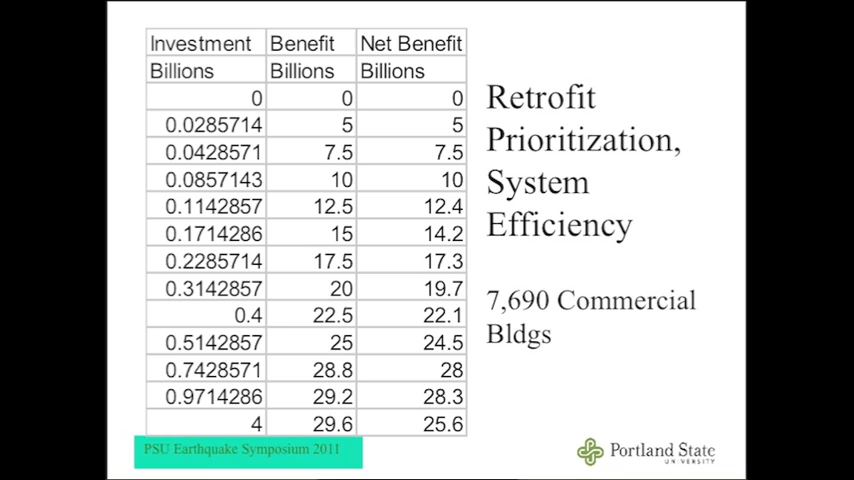 Investment Benefit Net Benefit
Billions Billions Billions
0 0 0
0.0285714 5 5
0.0428571 7.5 7.5
0.0857143 10 10
0.1142857 12.5 12.4
0.1714286 15 14.2
0.2285714 17.5 17.3
0.3142857 20 19.7
0.4 22.5 22.1
0.5142857 25 24.5
0.7428571 28.8 28
0.9714286 29.2 28.3
4 29.6 25.6
Retrofit
Prioritization,
System
Efficiency
7,690 Commercial
Bldgs
PSU Earthquake Symposium 2011
Portland State
UNIVERSITY